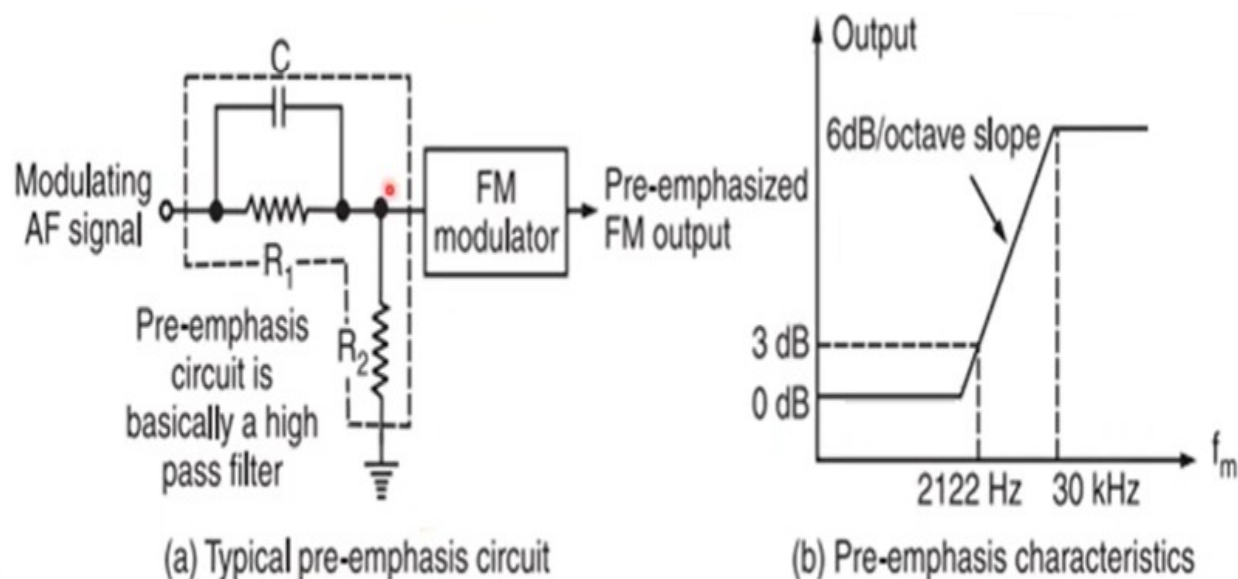 C
Modulating
AF signal
R1
R2
Pre-emphasis
circuit is
basically a high
pass filter
FM
modulator
Pre-emphasized
FM output
(a) Typical pre-emphasis circuit
Output
6dB/octave slope
3 dB
0 dB
2122 Hz
30 kHz
fm
(b) Pre-emphasis characteristics